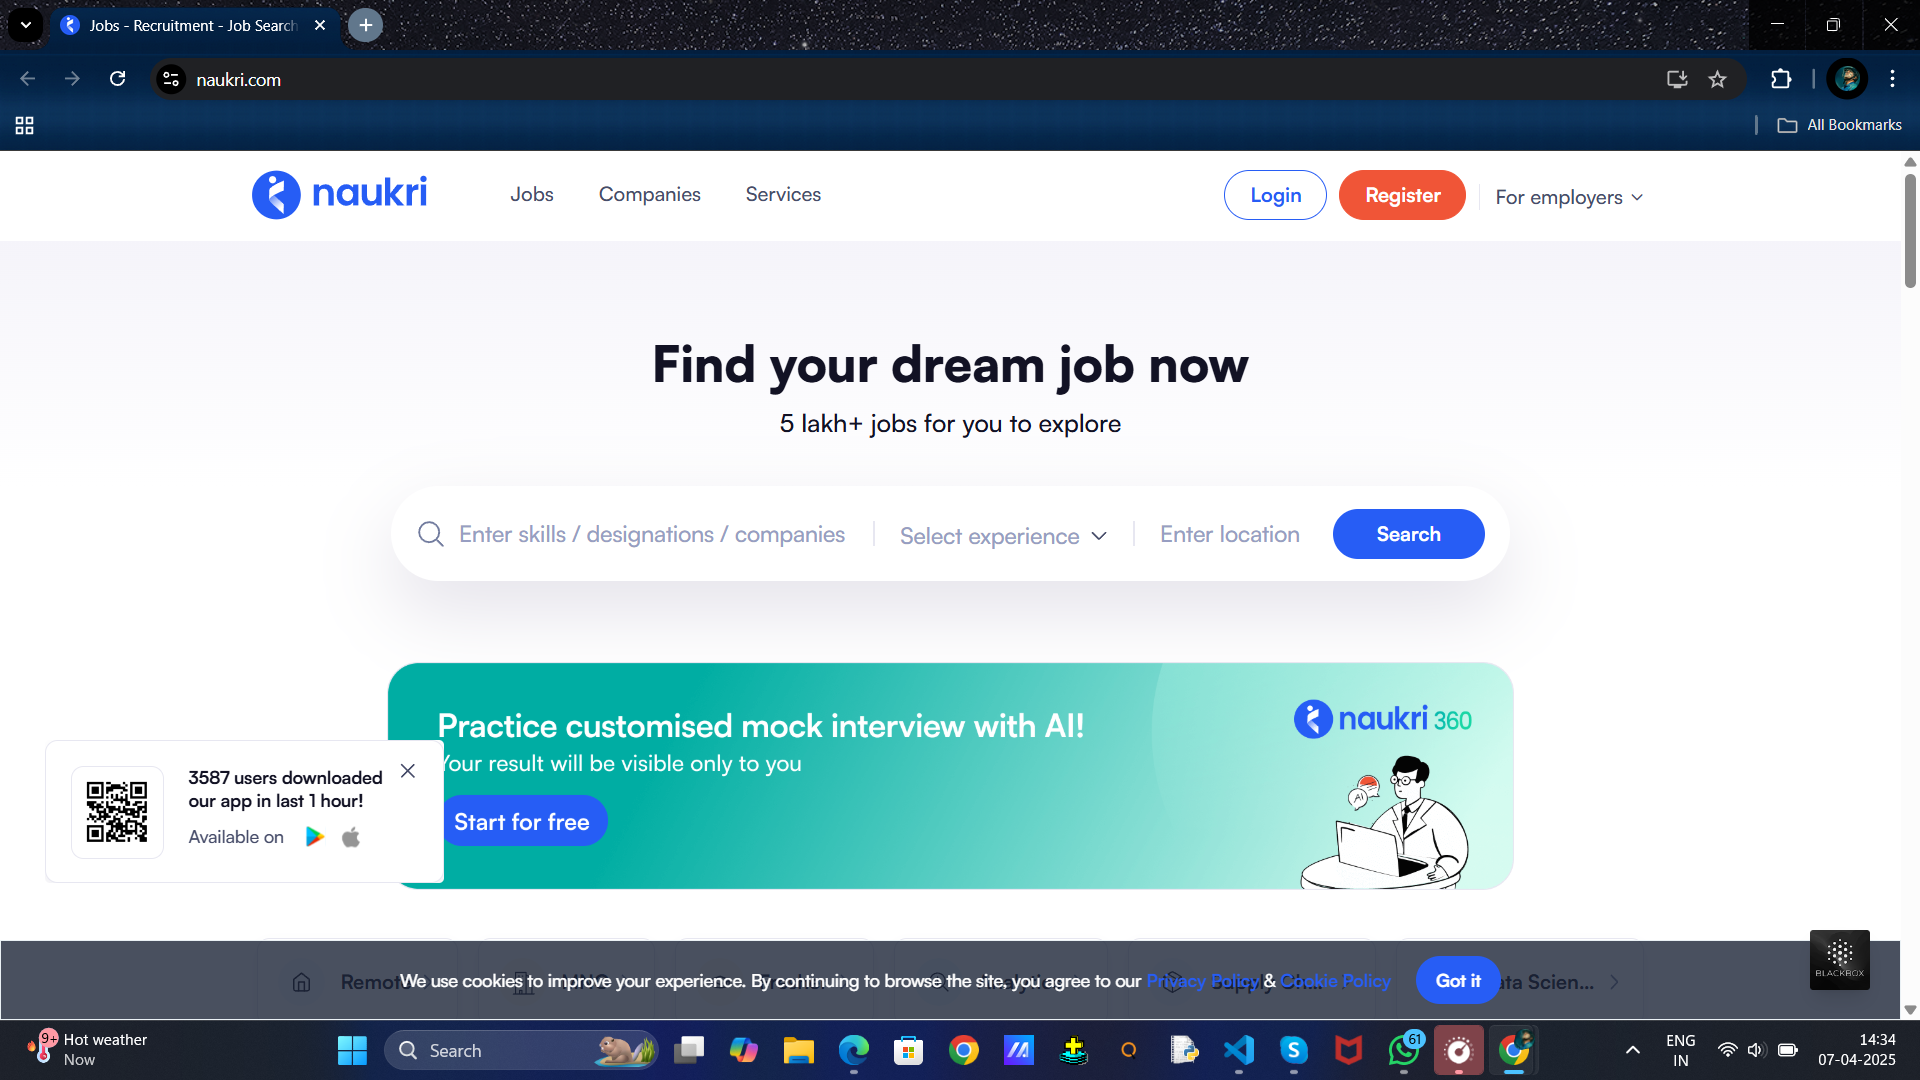 Jobs - Recruitment - Job Search
naukri.com
All Bookmarks
naukri
Jobs
Companies
Services
Login
Register
For employers
Find your dream job now
5 lakh+ jobs for you to explore
Enter skills / designations / companies
Select experience
Enter location
Search
Practice customised mock interview with AI!
Your result will be visible only to you
Start for free
naukri 360
AI
3587 users downloaded
our app in last 1 hour!
Available on
Remote
We use cookies to improve your experience. By continuing to browse the site, you agree to our Privacy Policy & Cookie Policy
Got it
ata Scien...
BLACKBOX
9+
Hot weather
Now
Search
61
ENG
IN
14:34
07-04-2025